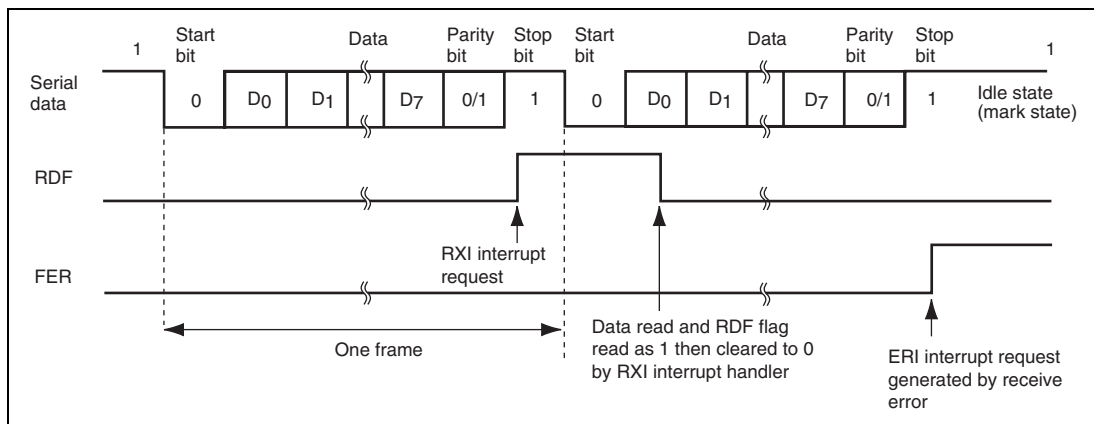 1 Start bit Data Parity bit Stop bit Start bit Data Parity bit Stop bit 1
Serial data 0 D0 D1 D7 0/1 1 0 D0 D1 D7 0/1 1 Idle state (mark state)
RDF
RXI interrupt request
FER
Data read and RDF flag read as 1 then cleared to 0 by RXI interrupt handler
One frame
ERI interrupt request generated by receive error